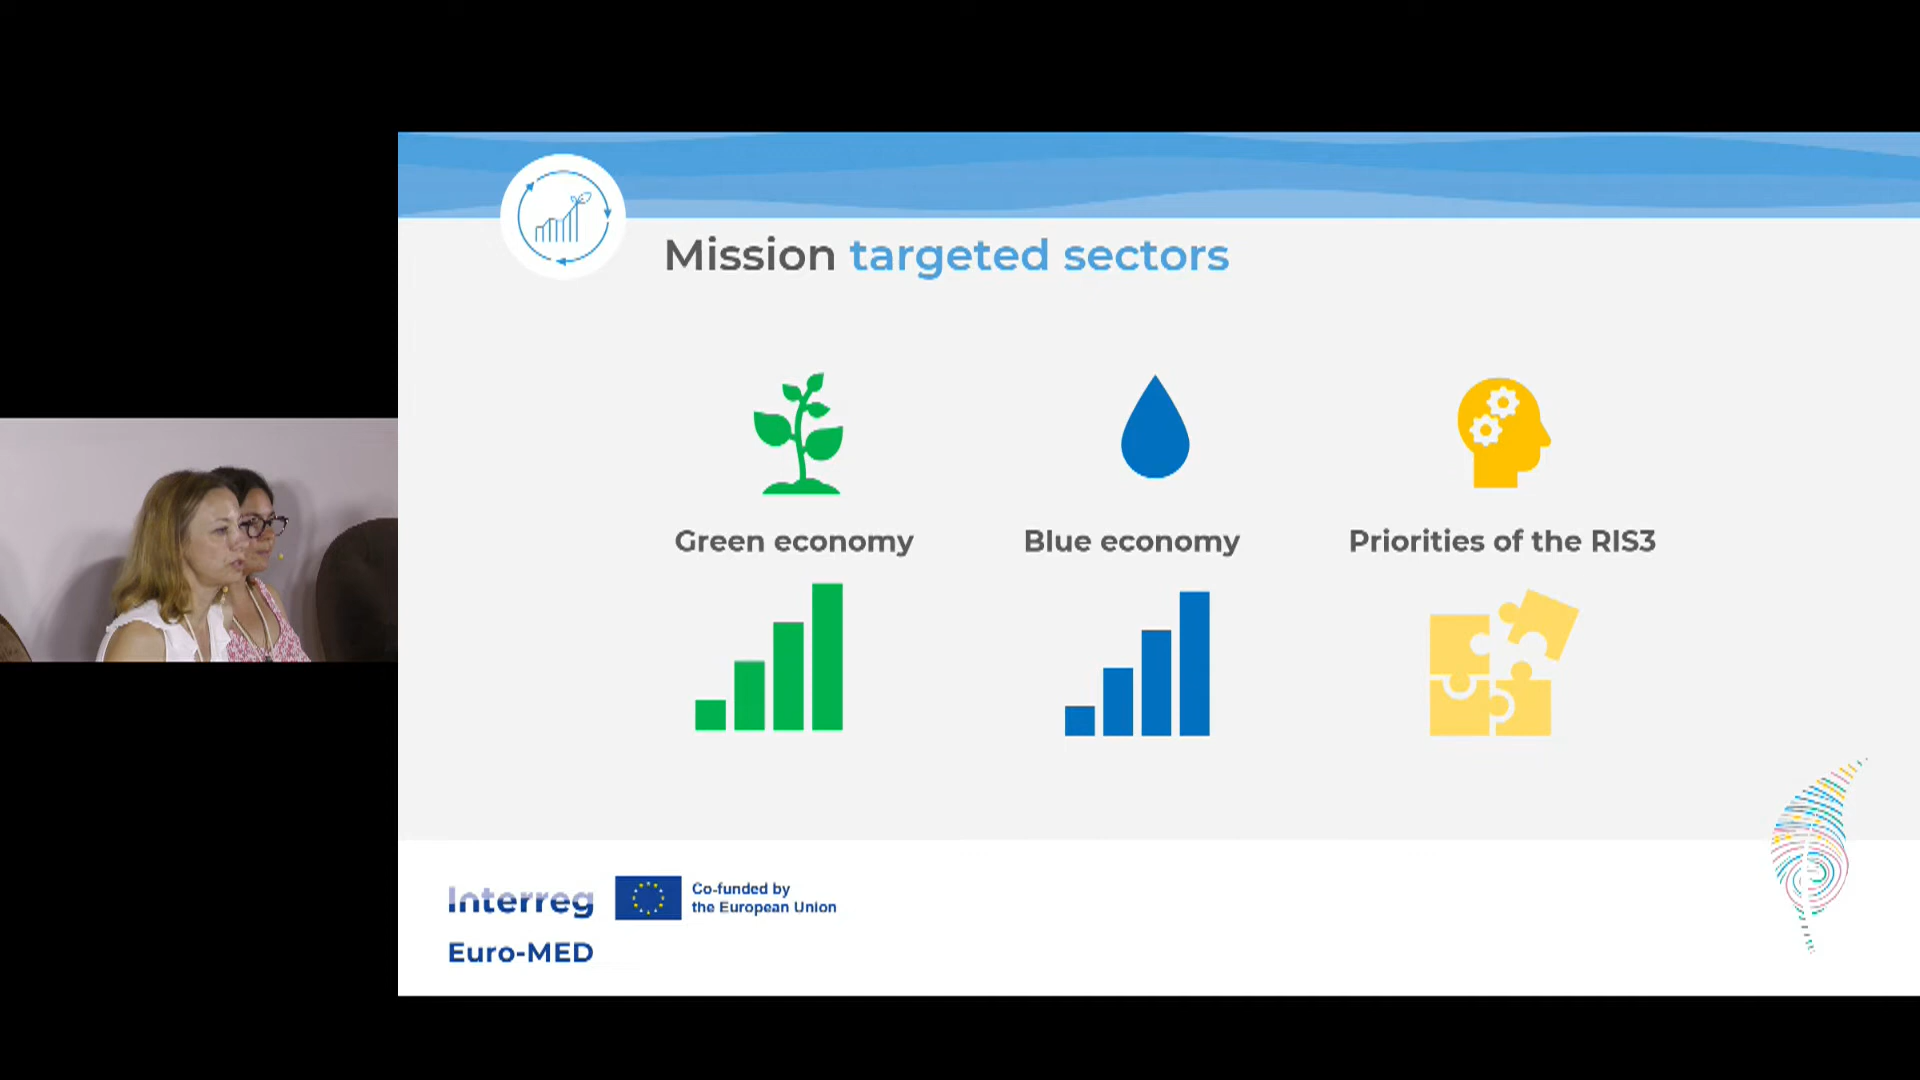 Mission targeted sectors
Green economy
Blue economy
Priorities of the RIS3
Interreg
Co-funded by
the European Union
Euro-MED